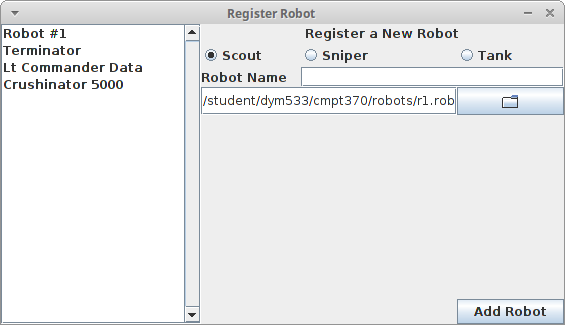 Register Robot
Robot #1
Terminator
Lt Commander Data
Crushinator 5000
Register a New Robot
Scout
Sniper
Tank
Robot Name
/student/dym533/cmpt370/robots/r1.rob
Add Robot